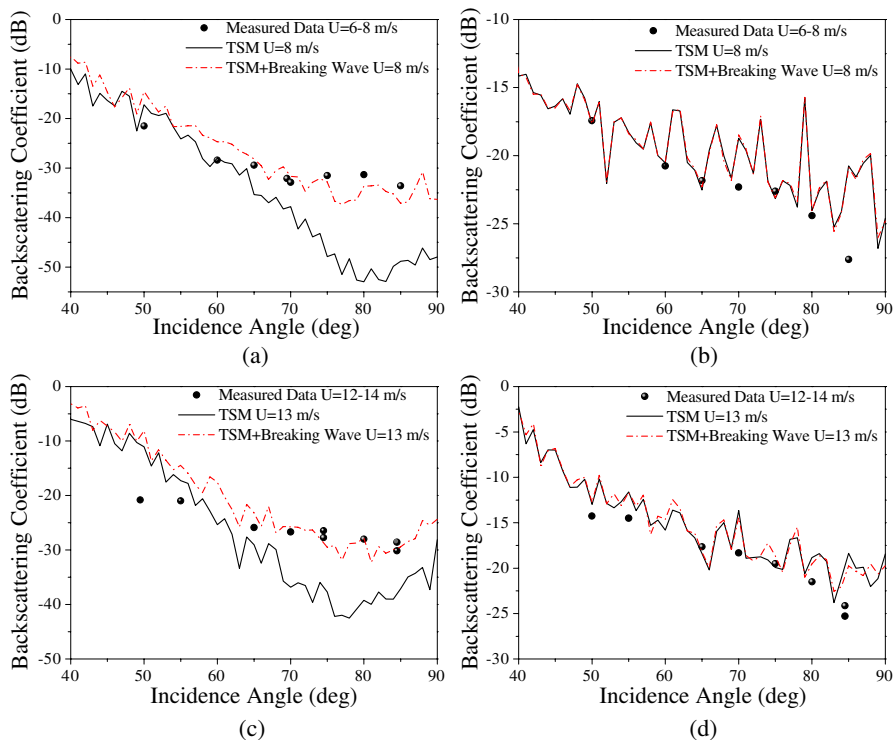 Measured Data U=6-8 m/s
TSM U=8 m/s
TSM+Breaking Wave U=8 m/s
Backscattering Coefficient (dB)
0
-10
-20
-30
-40
-50
40 50 60 70 80 90
Incidence Angle (deg)
(a)
Measured Data U=6-8 m/s
TSM U=8 m/s
TSM+Breaking Wave U=8 m/s
Backscattering Coefficient (dB)
-10
-15
-20
-25
-30
40 50 60 70 80 90
Incidence Angle (deg)
(b)
Measured Data U=12-14 m/s
TSM U=13 m/s
TSM+Breaking Wave U=13 m/s
Backscattering Coefficient (dB)
0
-10
-20
-30
-40
-50
40 50 60 70 80 90
Incidence Angle (deg)
(c)
Measured Data U=12-14 m/s
TSM U=13 m/s
TSM+Breaking Wave U=13 m/s
Backscattering Coefficient (dB)
0
-5
-10
-15
-20
-25
-30
40 50 60 70 80 90
Incidence Angle (deg)
(d)